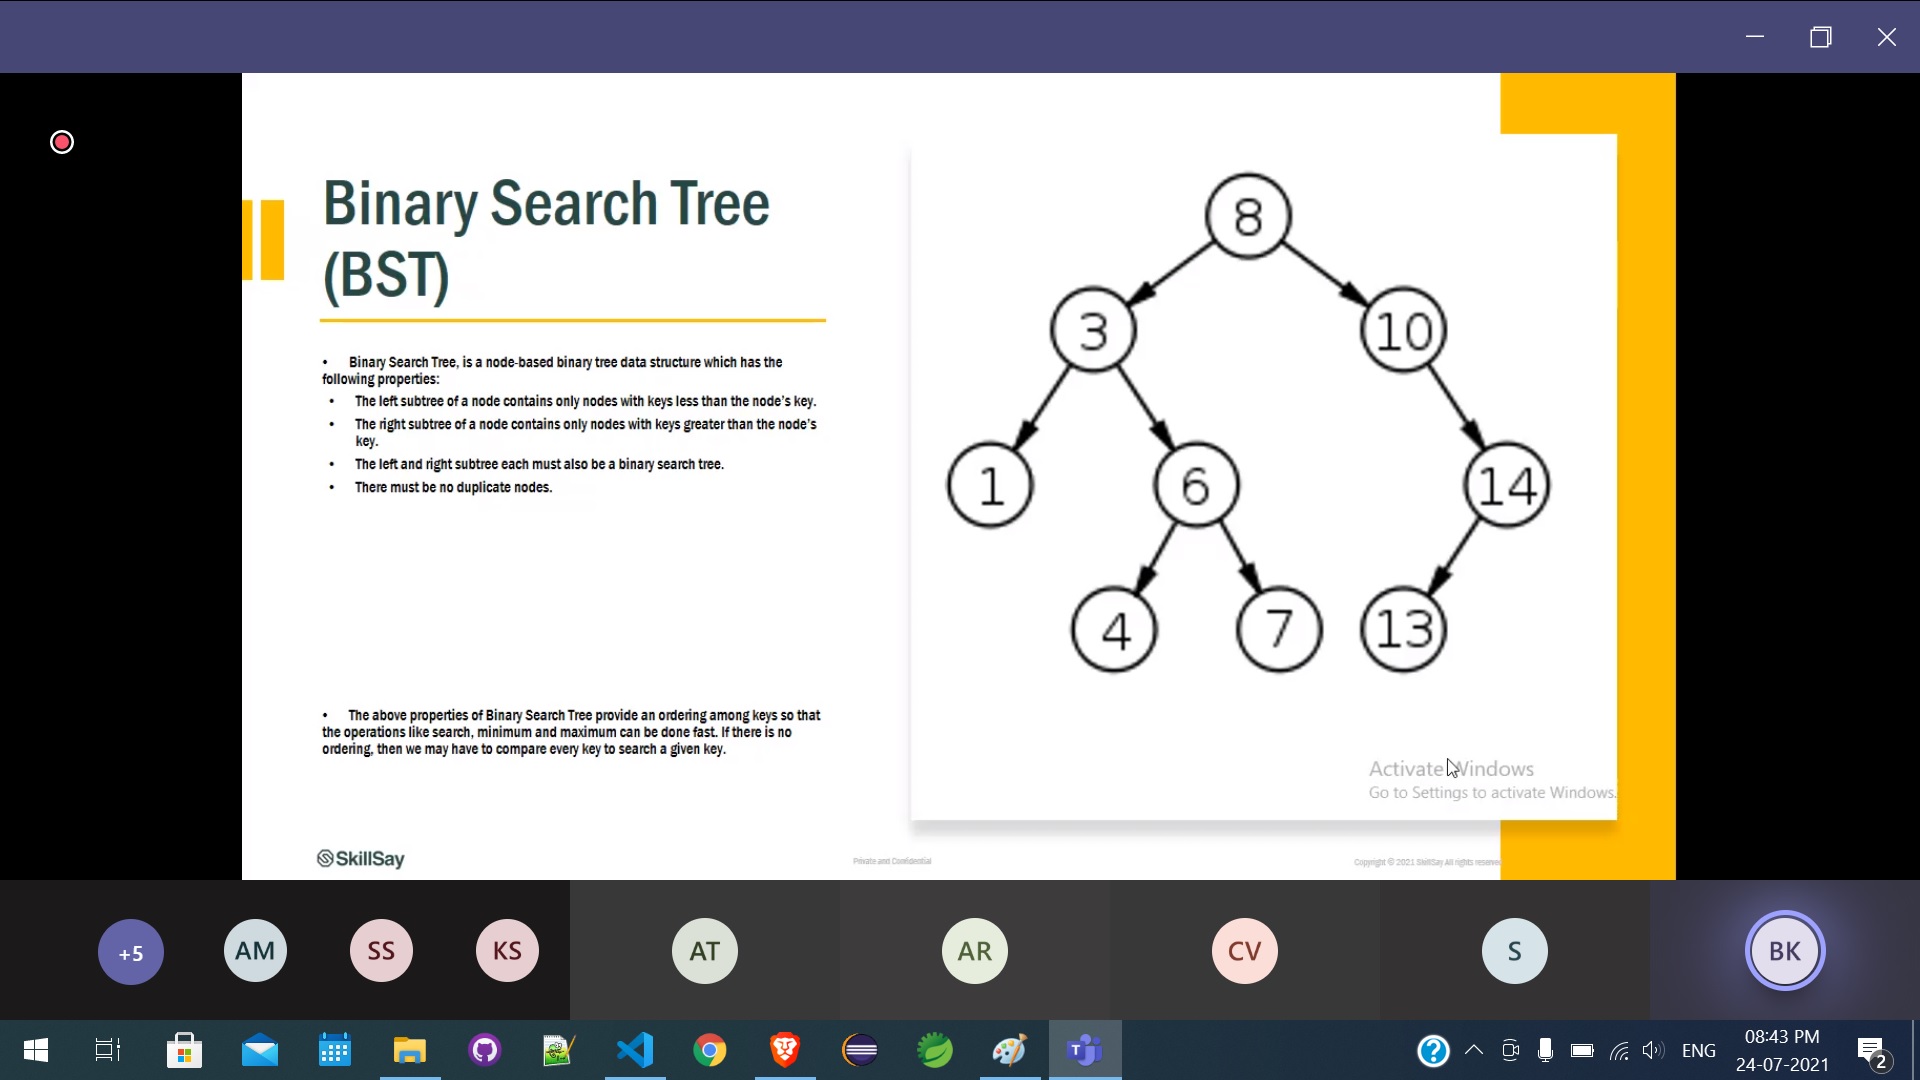 Binary Search Tree
(BST)
• Binary Search Tree, is a node-based binary tree data structure which has the
following properties:
• The left subtree of a node contains only nodes with keys less than the node's key.
• The right subtree of a node contains only nodes with keys greater than the node's
key.
• The left and right subtree each must also be a binary search tree.
• There must be no duplicate nodes.
• The above properties of Binary Search Tree provide an ordering among keys so that
the operations like search, minimum and maximum can be done fast. If there is no
ordering, then we may have to compare every key to search a given key.
8
3 10
1 6 14
4 7 13
Activate Windows
Go to Settings to activate Windows.
SkillSay
Private and Confidential
Copyright © 2021 SkillSay All rights reserve
+5 AM SS KS AT AR CV S BK
ENG
08:43 PM
24-07-2021
2